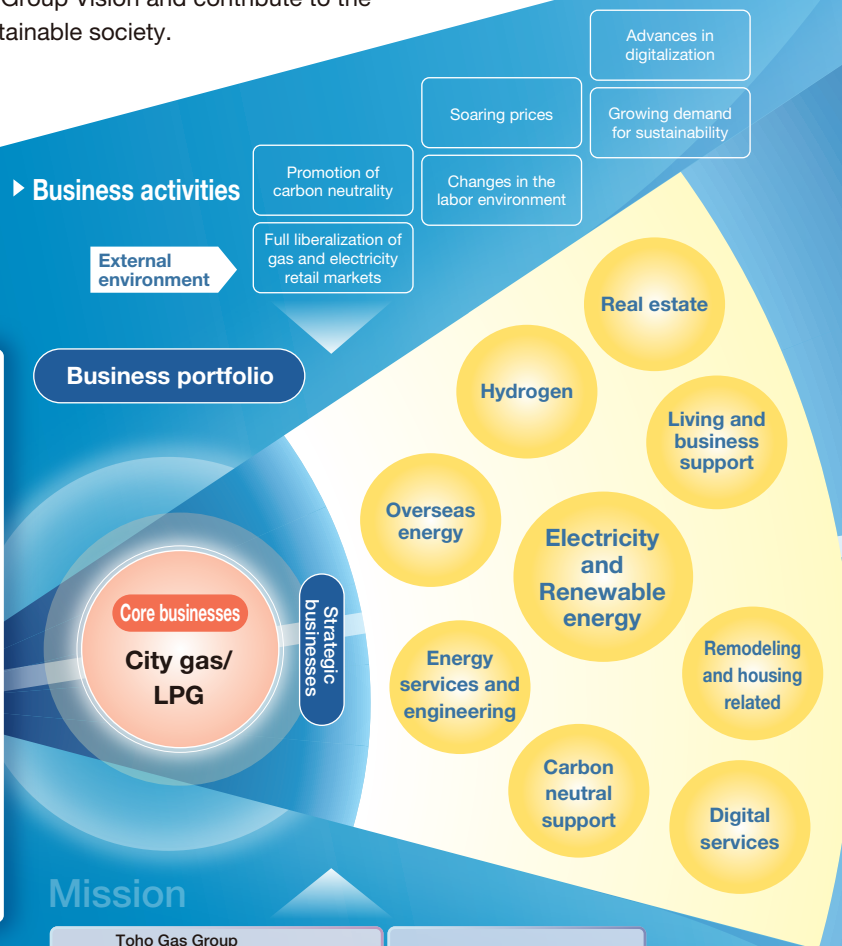 Group Vision and contribute to the
tainable society.
Advances in
digitalization
Soaring prices
Growing demand
for sustainability
Business activities
Promotion of
carbon neutrality
Changes in the
labor environment
External
environment
Full liberalization of
gas and electricity
retail markets
Business portfolio
Real estate
Hydrogen
Living and
business
support
Overseas
energy
Electricity
and
Renewable
energy
Core businesses
City gas/
LPG
Strategic
businesses
Energy
services and
engineering
Remodeling
and housing
related
Carbon
neutral
support
Digital
services
Mission
Toho Gas Group